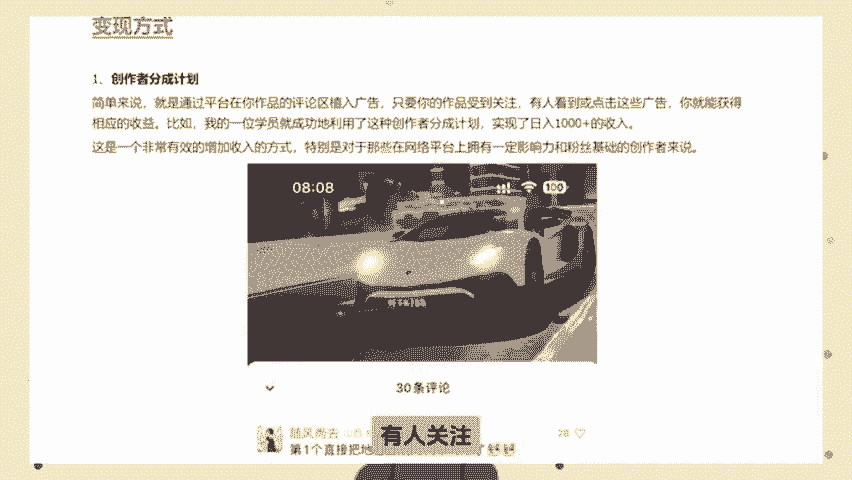 变现方式
1、创作者分成计划
简单来说，就是通过平台在你作品的评论区植入广告，只要你的作品受到关注，有人看到或点击这些广告，你就能获得
相应的收益。比如，我的一位学员就成功地利用了这种创作者分成计划，实现了日入1000+的收入。
这是一个非常有效的增加收入的方式，特别是对于那些在网络平台上拥有一定影响力和粉丝基础的创作者来说。
08:08
100
30条评论
28
有人关注
第1个直接把地